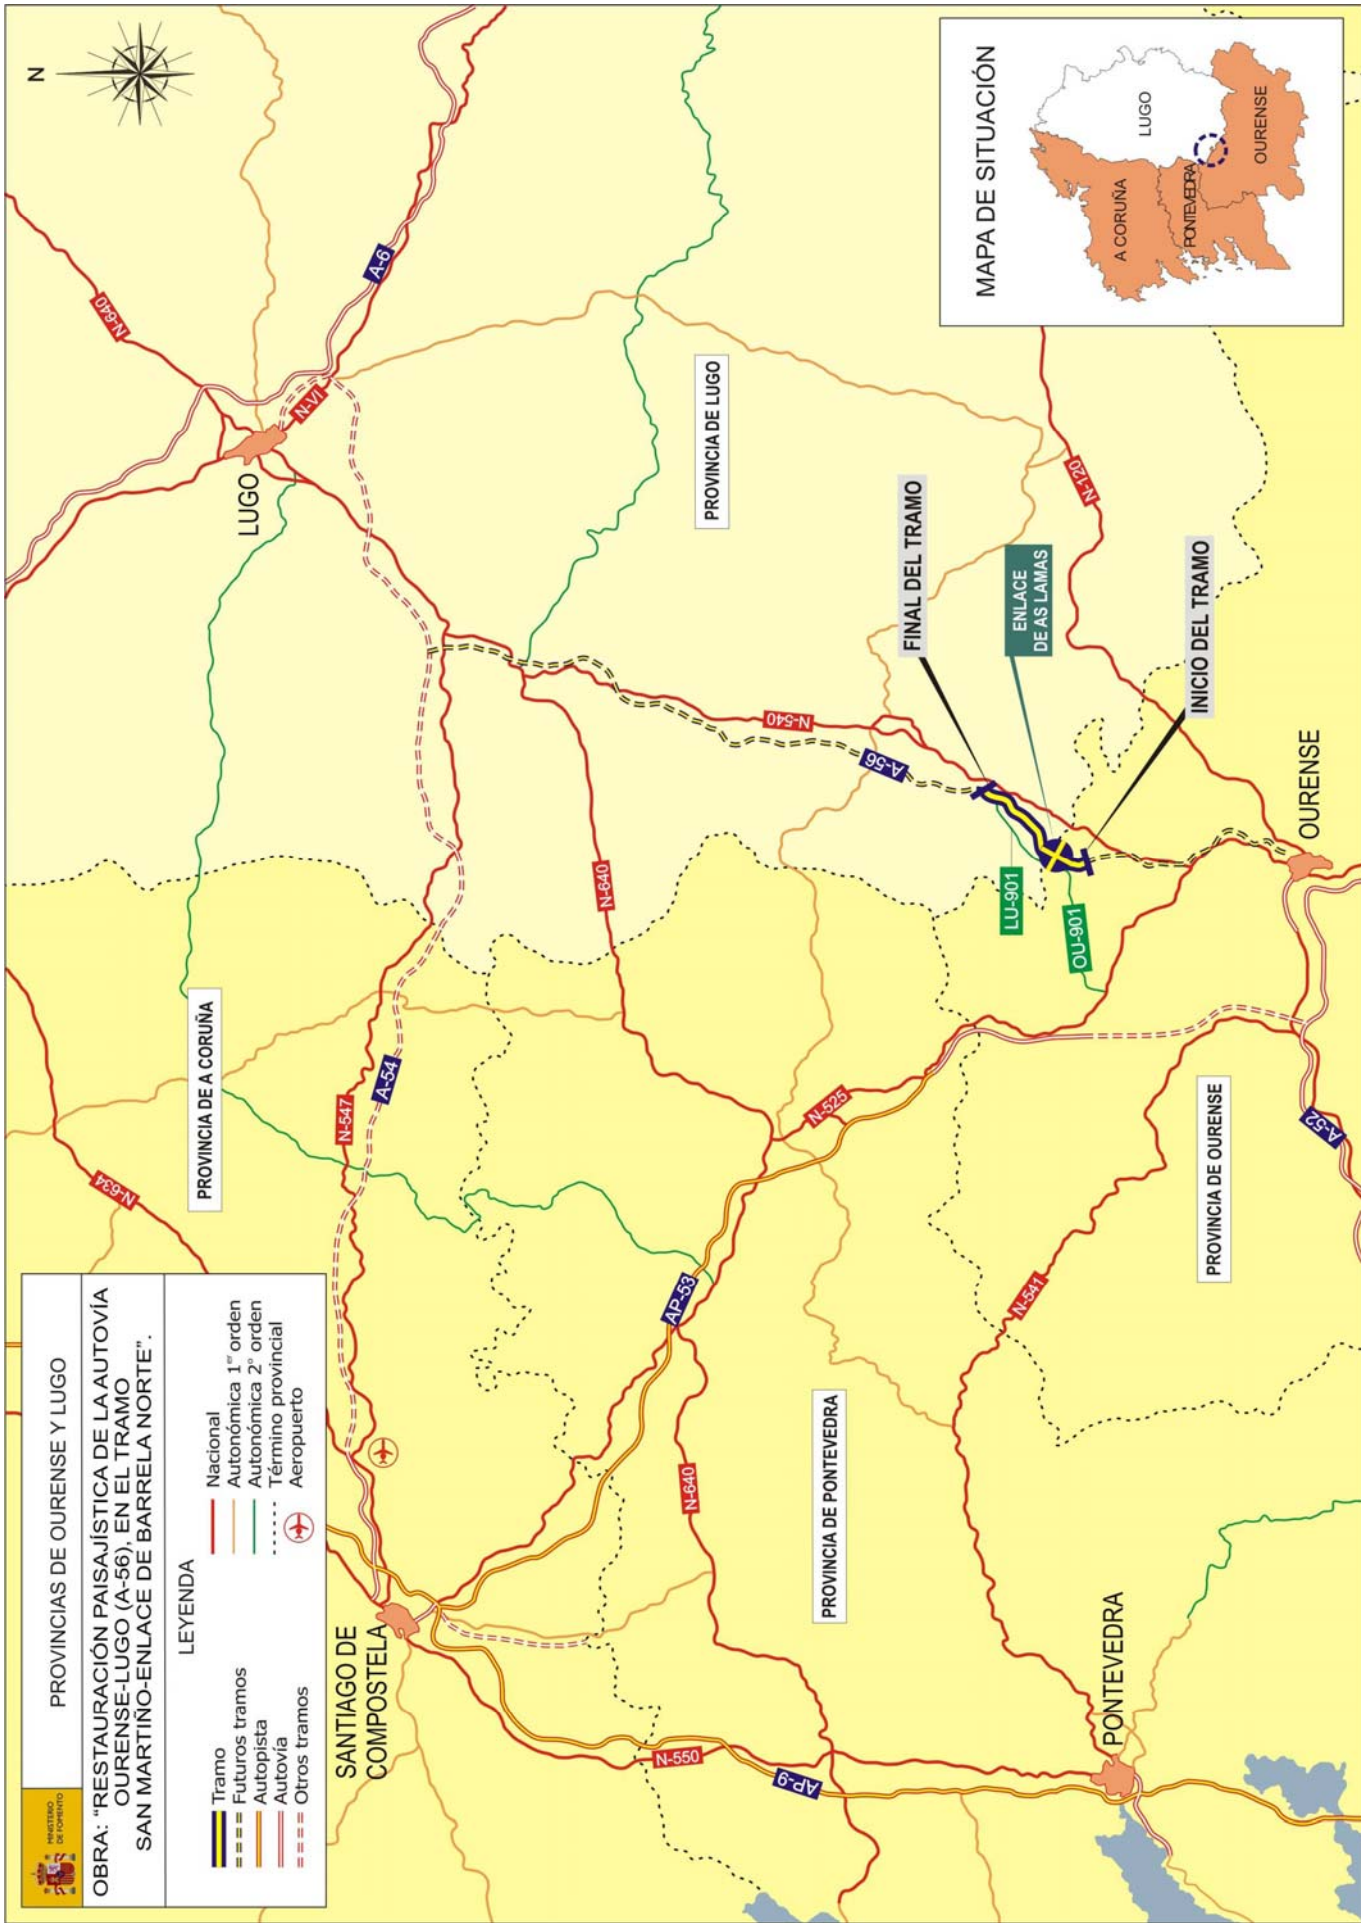 MINISTERIO
DE FOMENTO
PROVINCIAS DE OURENSE Y LUGO
OBRA: "RESTAURACIÓN PAISAJÍSTICA DE LA AUTOVÍA
OURENSE-LUGO (A-56), EN EL TRAMO
SAN MARTIÑO-ENLACE DE BARRELA NORTE".
LEYENDA
Tramo
Futuros tramos
Autopista
Autovía
Otros tramos
Nacional
Autonómica 1er orden
Autonómica 2º orden
Término provincial
Aeropuerto
N
N-634
PROVINCIA DE A CORUÑA
N-547
A-54
LUGO
N-640
N-VI
A-6
SANTIAGO DE
COMPOSTELA
AP-53
N-640
N-640
N-525
N-540
A-56
PROVINCIA DE LUGO
FINAL DEL TRAMO
ENLACE
DE AS LAMAS
INICIO DEL TRAMO
LU-901
OU-901
N-120
N-550
AP-9
PROVINCIA DE PONTEVEDRA
N-541
PROVINCIA DE OURENSE
A-52
PONTEVEDRA
OURENSE
MAPA DE SITUACIÓN
A CORUÑA
LUGO
PONTEVEDRA
OURENSE